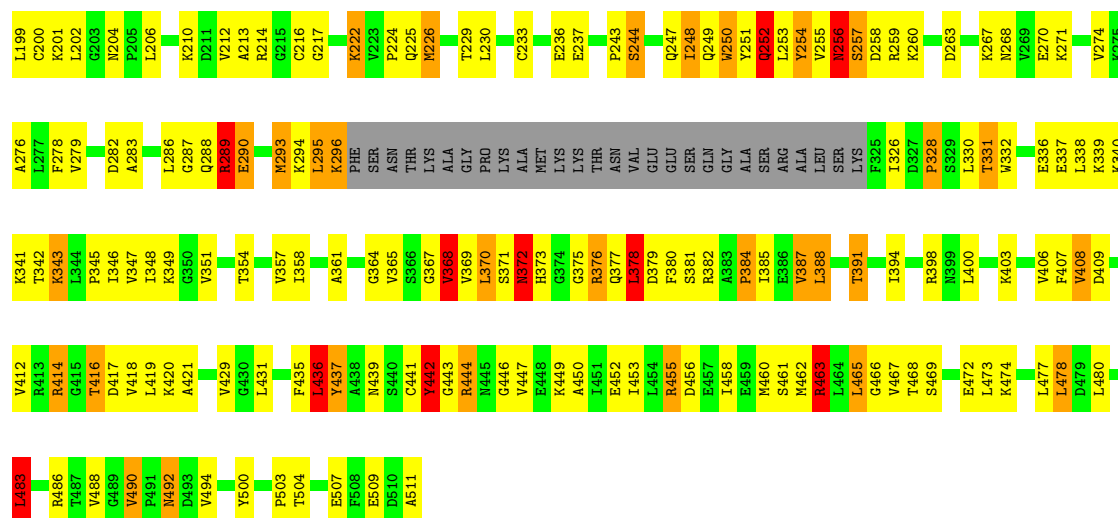 L199 C200 K201 L202 G203 N204 P205 L206 K210 D211 V212 A213 R214 G215 C216 G217 K222 V223 P224 Q225 M226 T229 L230 C233 E236 E237 P243 S244 Q247 I248 Q249 W250 Y251 Q252 L253 Y254 V255 N256 S257 D258 R259 K260 D263 K267 N268 V269 E270 K271 V274 K275
A276 L277 F278 V279 D282 A283 L286 G287 Q288 R289 E290 M293 K294 L295 K296 PHE SER ASN THR LYS ALA GLY PRO LYS ALA MET LYS LYS THR ASN VAL GLU GLU SER GLN GLY ALA SER ARG ALA LEU SER LYS F325 I326 D327 P328 S329 L330 T331 W332 E336 E337 L338 K339 K340
K341 T342 K343 L344 P345 I346 V347 I348 K349 G350 V351 T354 V357 I358 A361 G364 V365 S366 G367 V368 V369 L370 S371 N372 H373 G374 G375 R376 Q377 L378 D379 F380 S381 R382 A383 P384 I385 E386 V387 L388 T391 I394 R398 N399 L400 K403 V406 F407 V408 D409
V412 R413 R414 G415 T416 D417 V418 L419 K420 A421 V429 G430 L431 F435 L436 Y437 A438 N439 S440 C441 Y442 G443 R444 N445 G446 V447 E448 K449 A450 I451 E452 I453 L454 R455 D456 E457 I458 E459 M460 S461 M462 R463 L464 L465 G466 V467 T468 S469 E472 L473 K474 L477 L478 D479 L480
L483 R486 T487 V488 G489 V490 P491 N492 D493 V494 Y500 P503 T504 E507 F508 E509 D510 A511